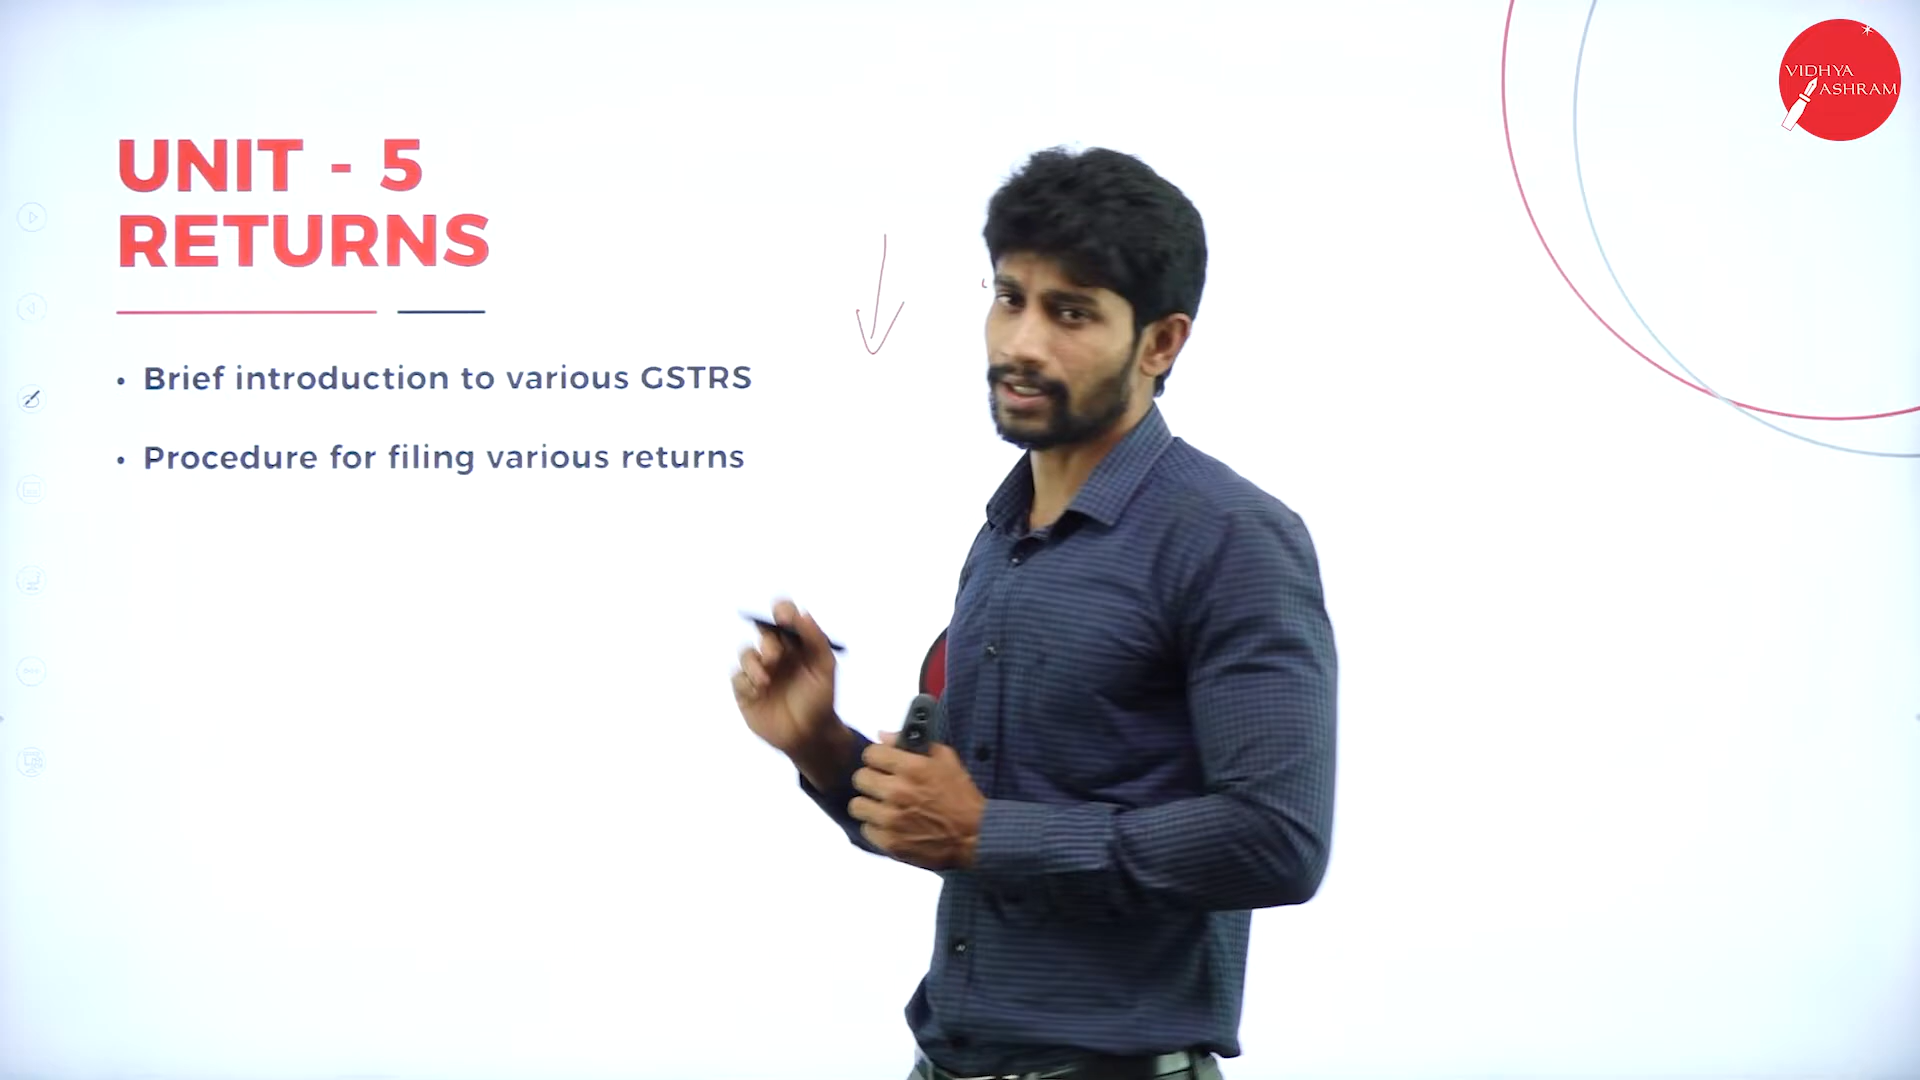 VIDHYA
ASHRAM
UNIT - 5
RETURNS
• Brief introduction to various GSTRS
• Procedure for filing various returns